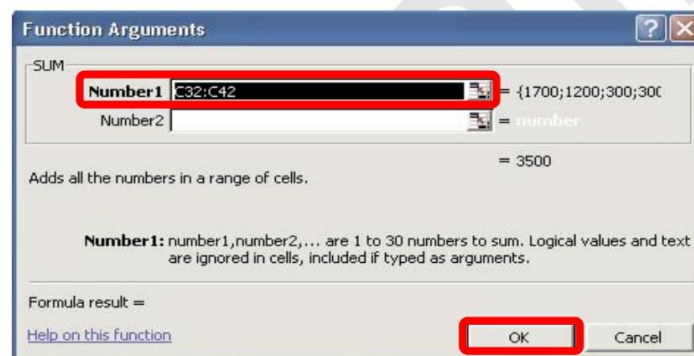 Function Arguments
SUM
Number1 C32:C42 = {1700;1200;300;300
Number2 = number
= 3500
Adds all the numbers in a range of cells.
Number1: number1,number2,... are 1 to 30 numbers to sum. Logical values and text
are ignored in cells, included if typed as arguments.
Formula result =
Help on this function
OK Cancel